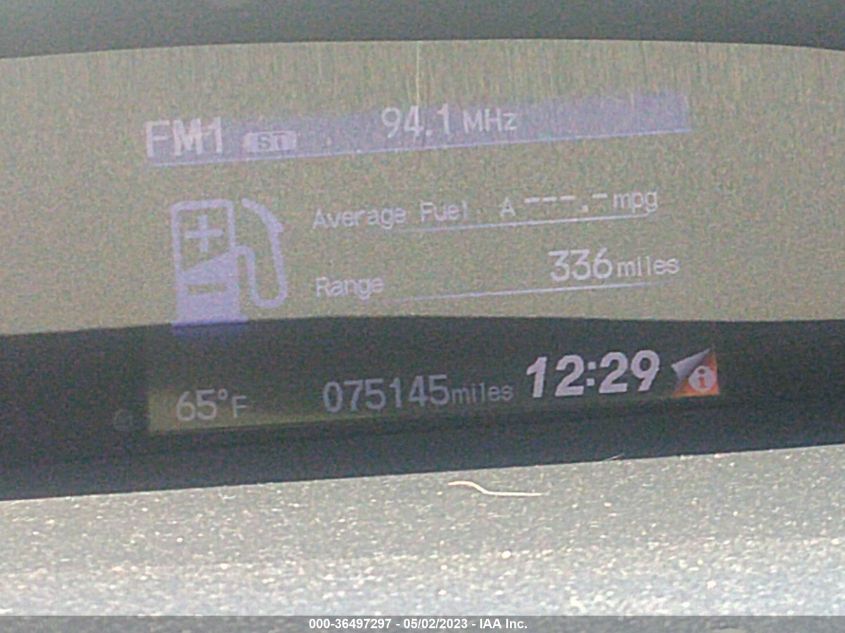 FM1 ST 94.1 MHz
Average Fuel A ---.- mpg
Range 336 miles
65°F 075145 miles 12:29 i
000-36497297 - 05/02/2023 - IAA Inc.